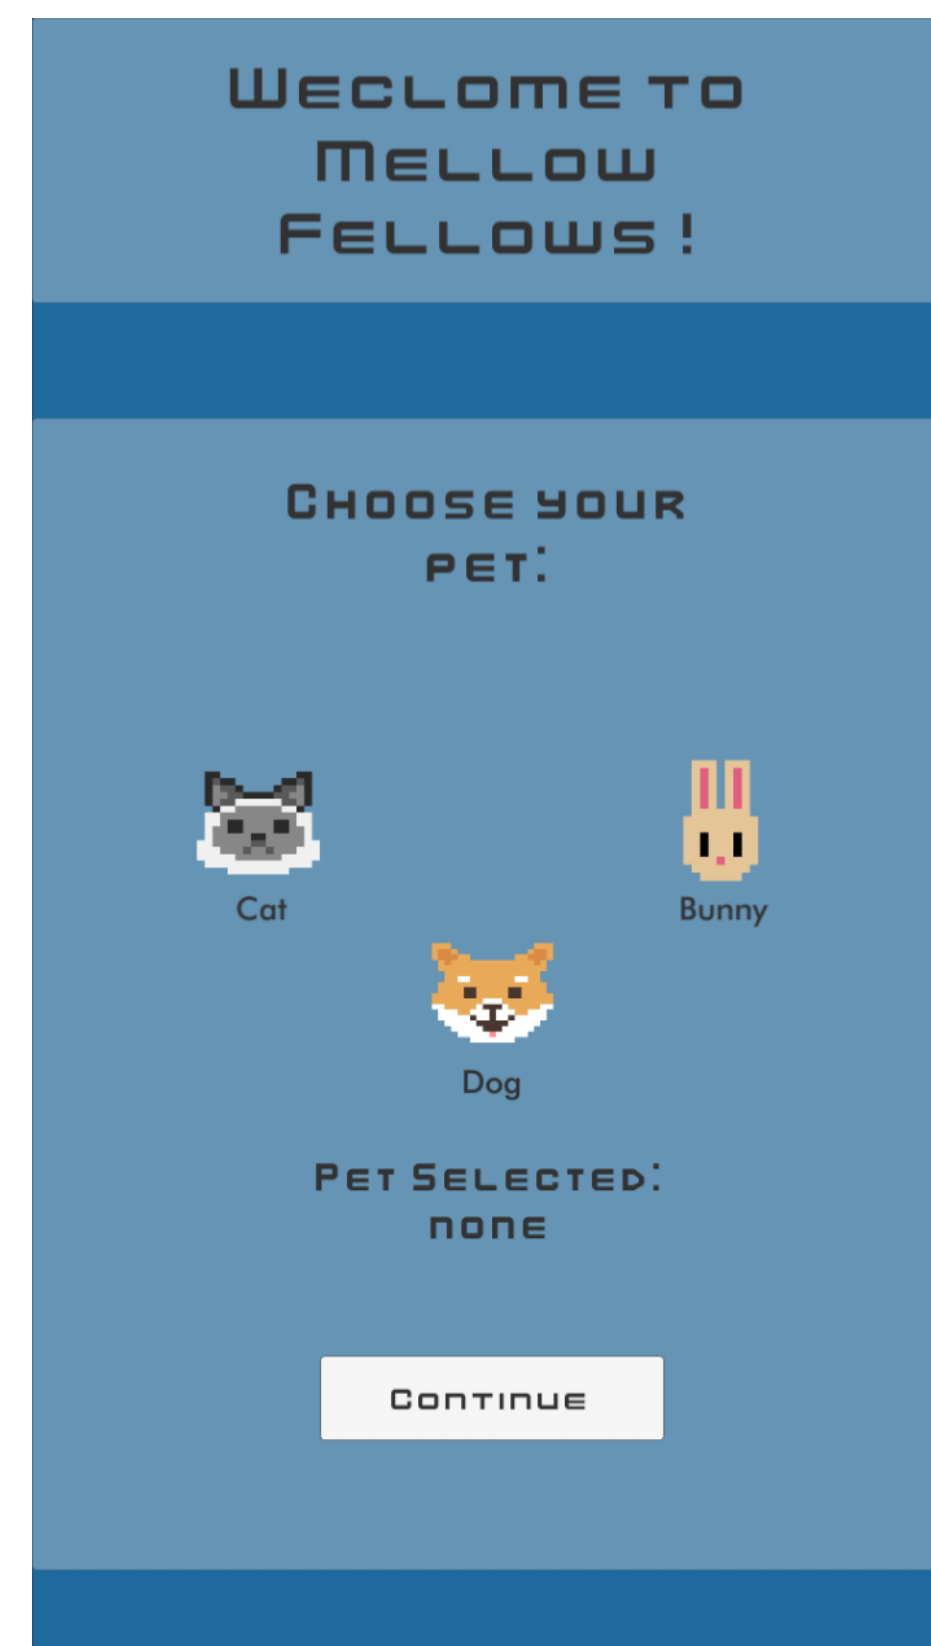 Weclome to
Mellow
Fellows!
Choose your
pet:
Cat
Bunny
Dog
Pet Selected:
none
Continue